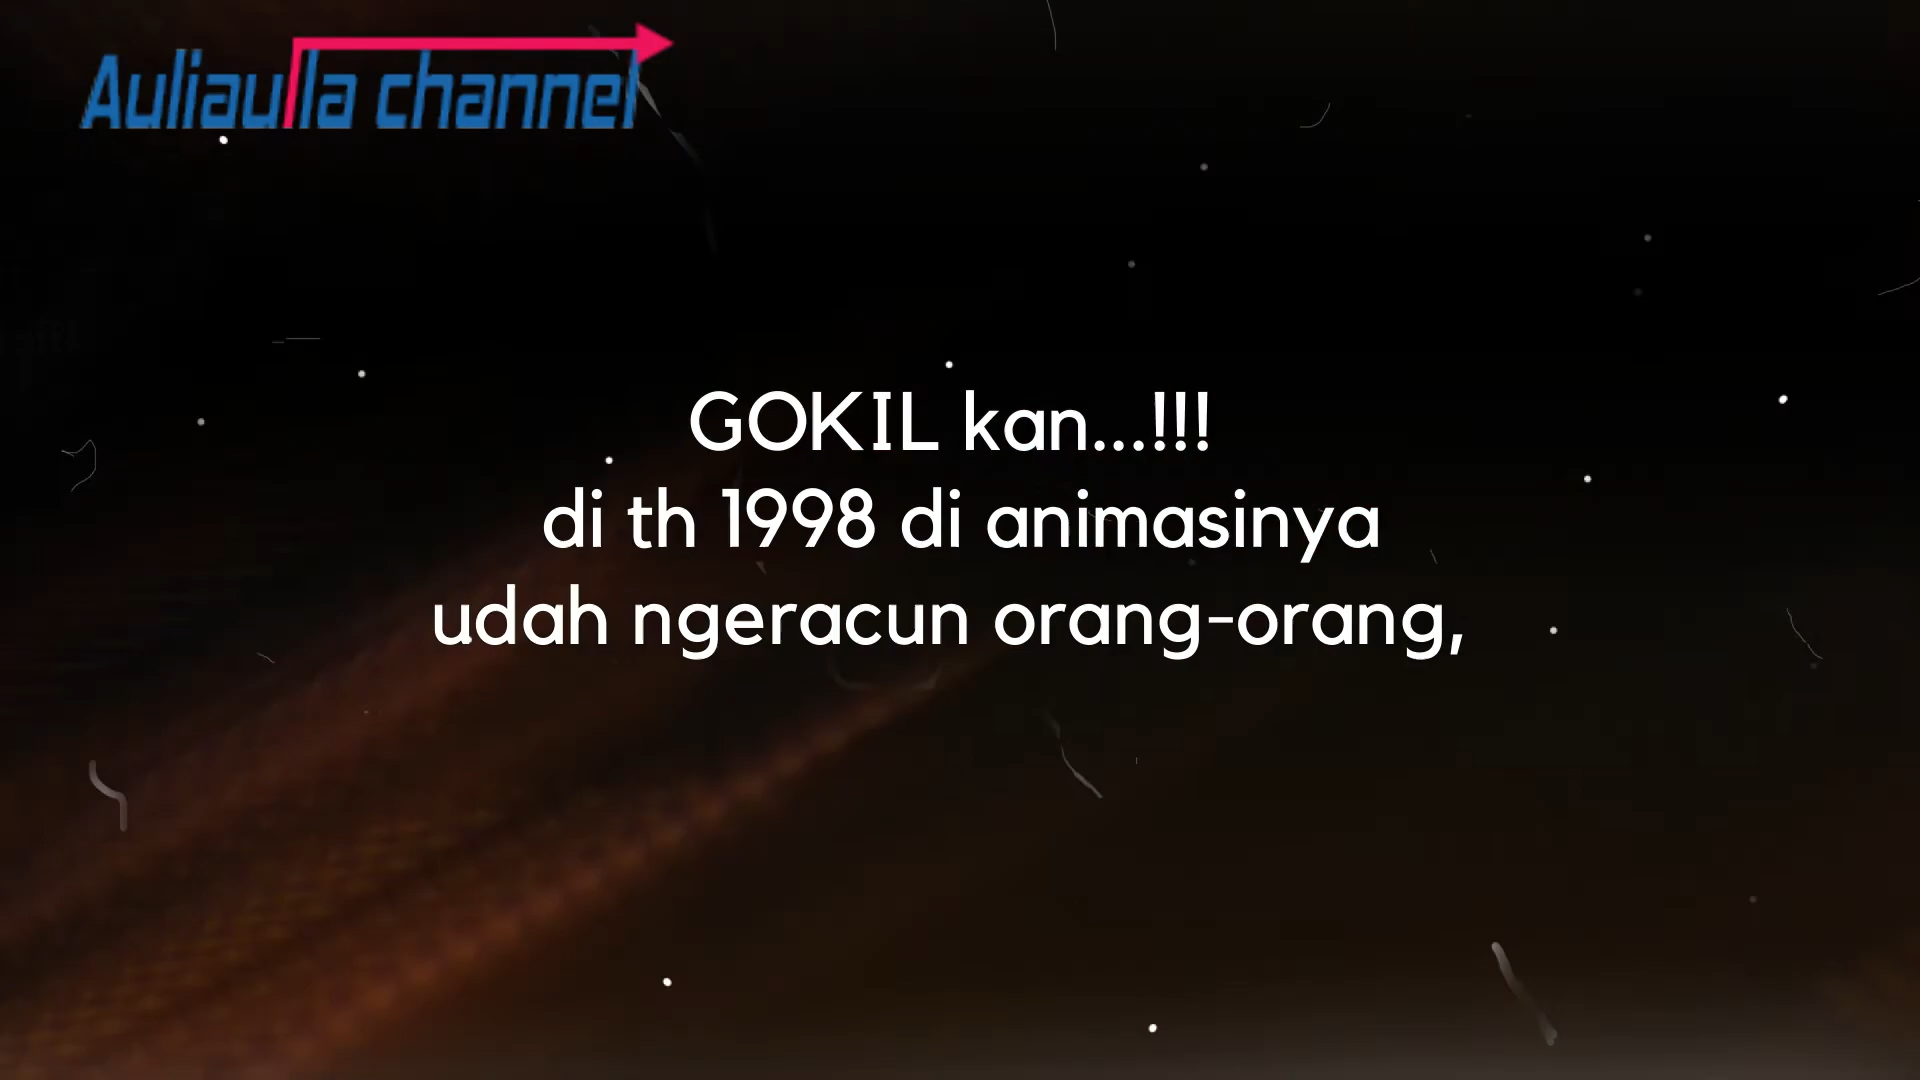 Auliaulla channel
GOKIL kan...!!!
di th 1998 di animasinya
udah ngeracun orang-orang,